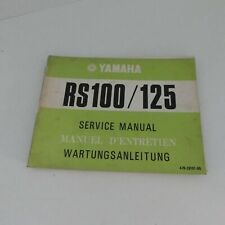 YAMAHA
RS100/125
SERVICE MANUAL
MANUEL D'ENTRETIEN
WARTUNGSANLEITUNG